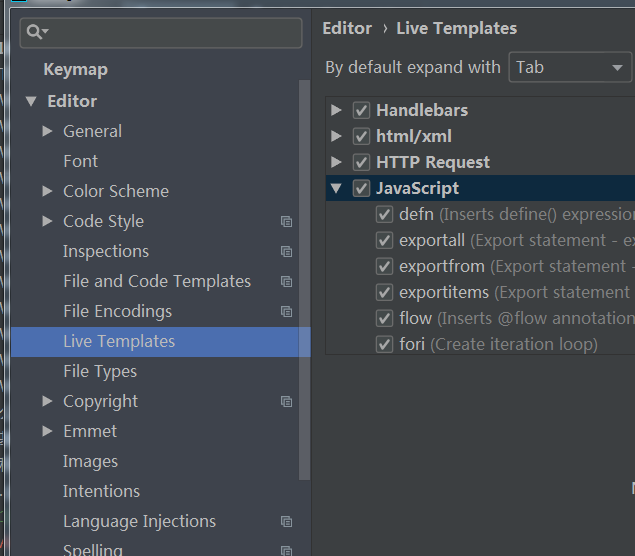 Keymap
Editor
General
Font
Color Scheme
Code Style
Inspections
File and Code Templates
File Encodings
Live Templates
File Types
Copyright
Emmet
Images
Intentions
Language Injections
Spelling
Editor › Live Templates
By default expand with Tab
Handlebars
html/xml
HTTP Request
JavaScript
defn (Inserts define() expression
exportall (Export statement - ex
exportfrom (Export statement -
exportitems (Export statement
flow (Inserts @flow annotation
fori (Create iteration loop)